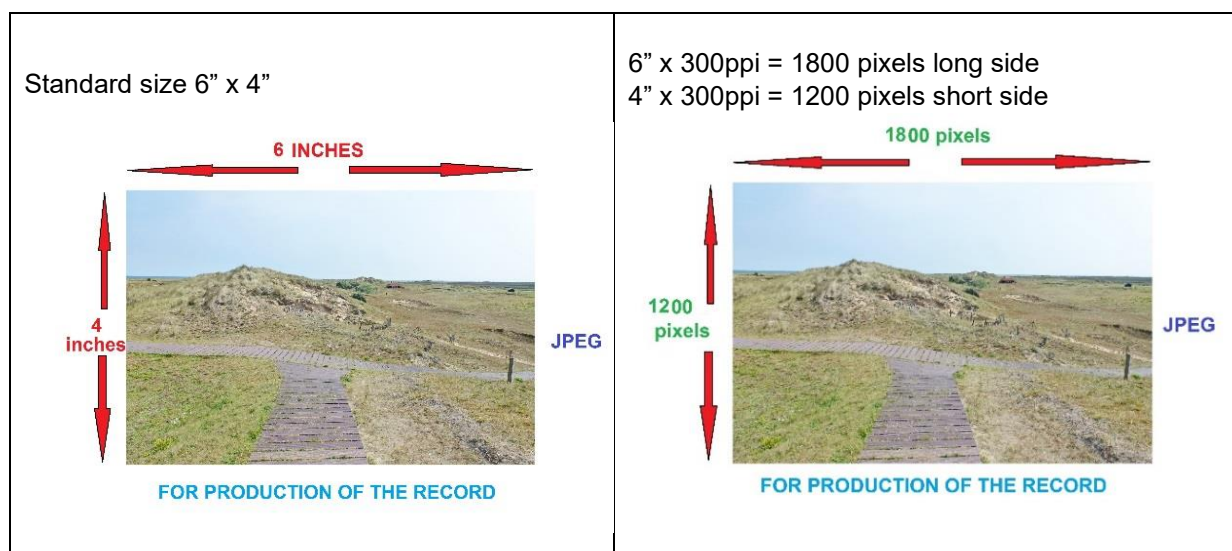 Standard size 6” x 4”
6 INCHES
4
inches
JPEG
FOR PRODUCTION OF THE RECORD
6” x 300ppi = 1800 pixels long side
4” x 300ppi = 1200 pixels short side
1800 pixels
1200
pixels
JPEG
FOR PRODUCTION OF THE RECORD